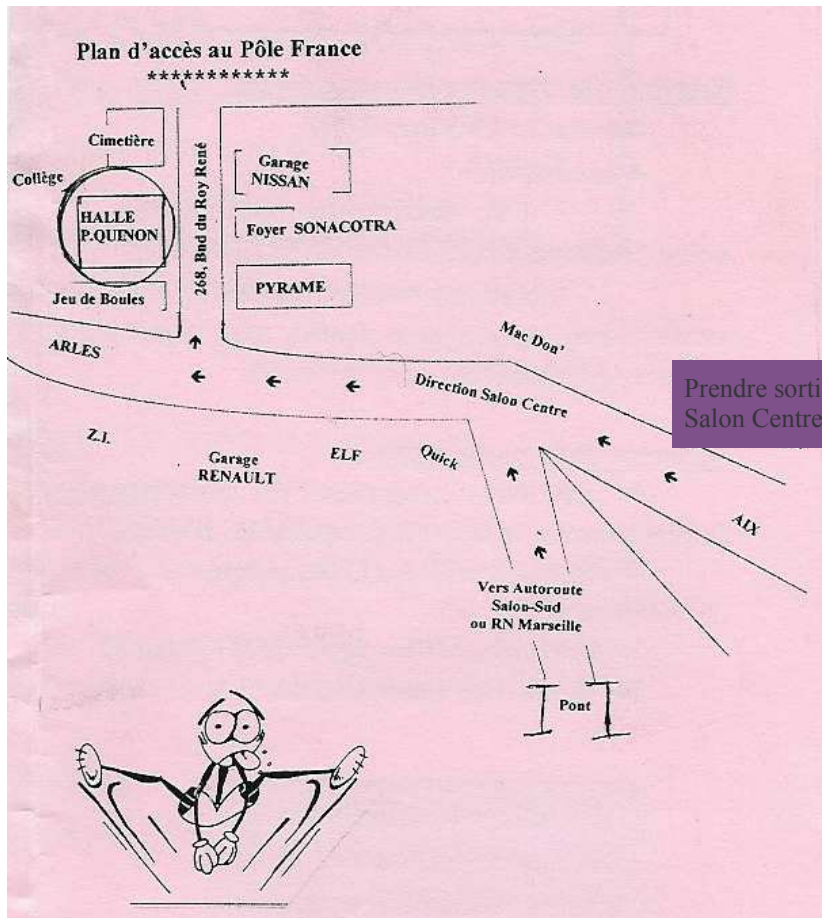 Plan d'accès au Pôle France
************
Cimetière
Collège
HALLE
P.QUINON
Jeu de Boules
268, Bnd du Roy René
Garage
NISSAN
Foyer SONACOTRA
PYRAME
ARLES
Mac Don'
Direction Salon Centre
Prendre sorti
Salon Centre
Z.I.
Garage
RENAULT
ELF
Quick
AIX
Vers Autoroute
Salon-Sud
ou RN Marseille
Pont